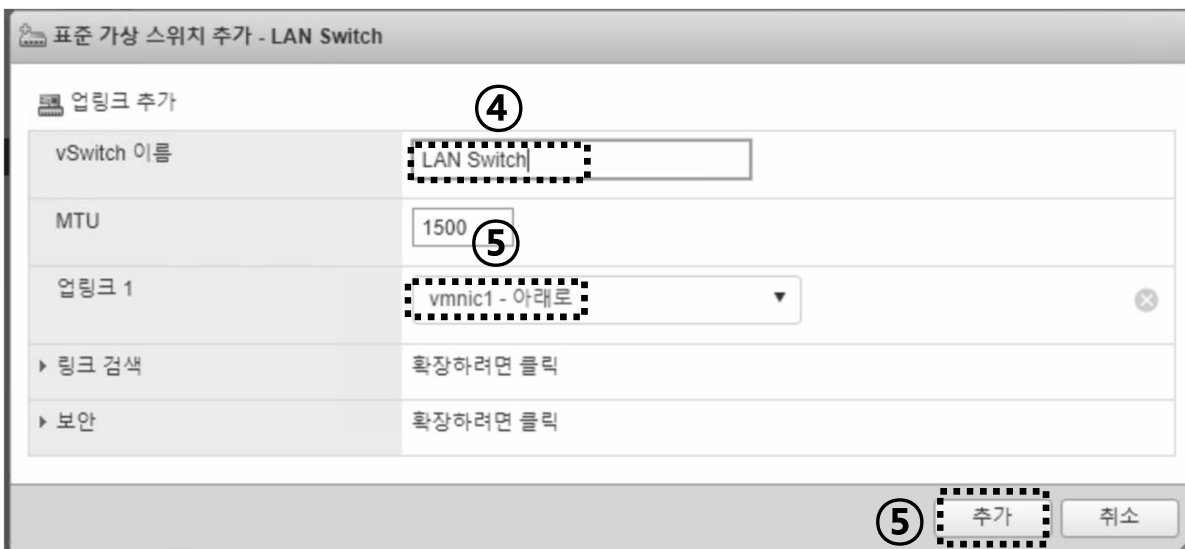 표준 가상 스위치 추가 - LAN Switch
업링크 추가
④
vSwitch 이름 LAN Switch
MTU 1500
⑤
업링크 1 vmnic1 - 아래로
링크 검색 확장하려면 클릭
보안 확장하려면 클릭
⑤ 추가 취소